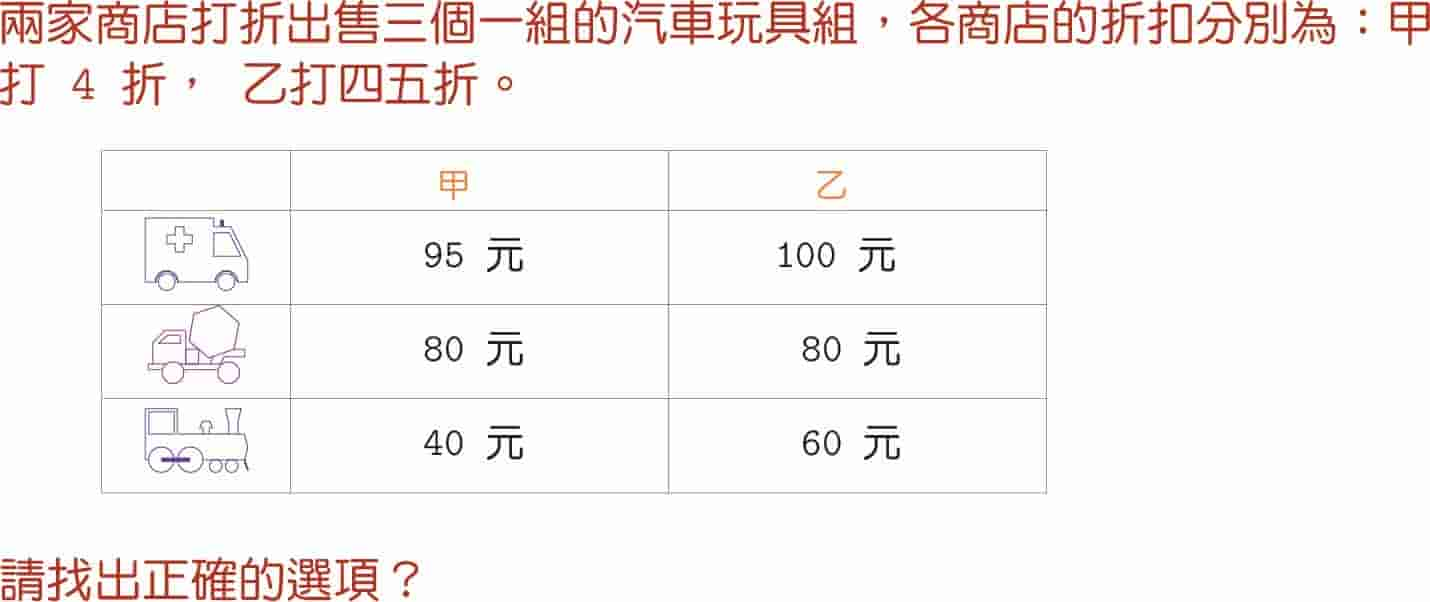 兩家商店打折出售三個一組的汽車玩具組，各商店的折扣分別為：甲
打 4 折， 乙打四五折。
甲 乙
95 元 100 元
80 元 80 元
40 元 60 元
請找出正確的選項？